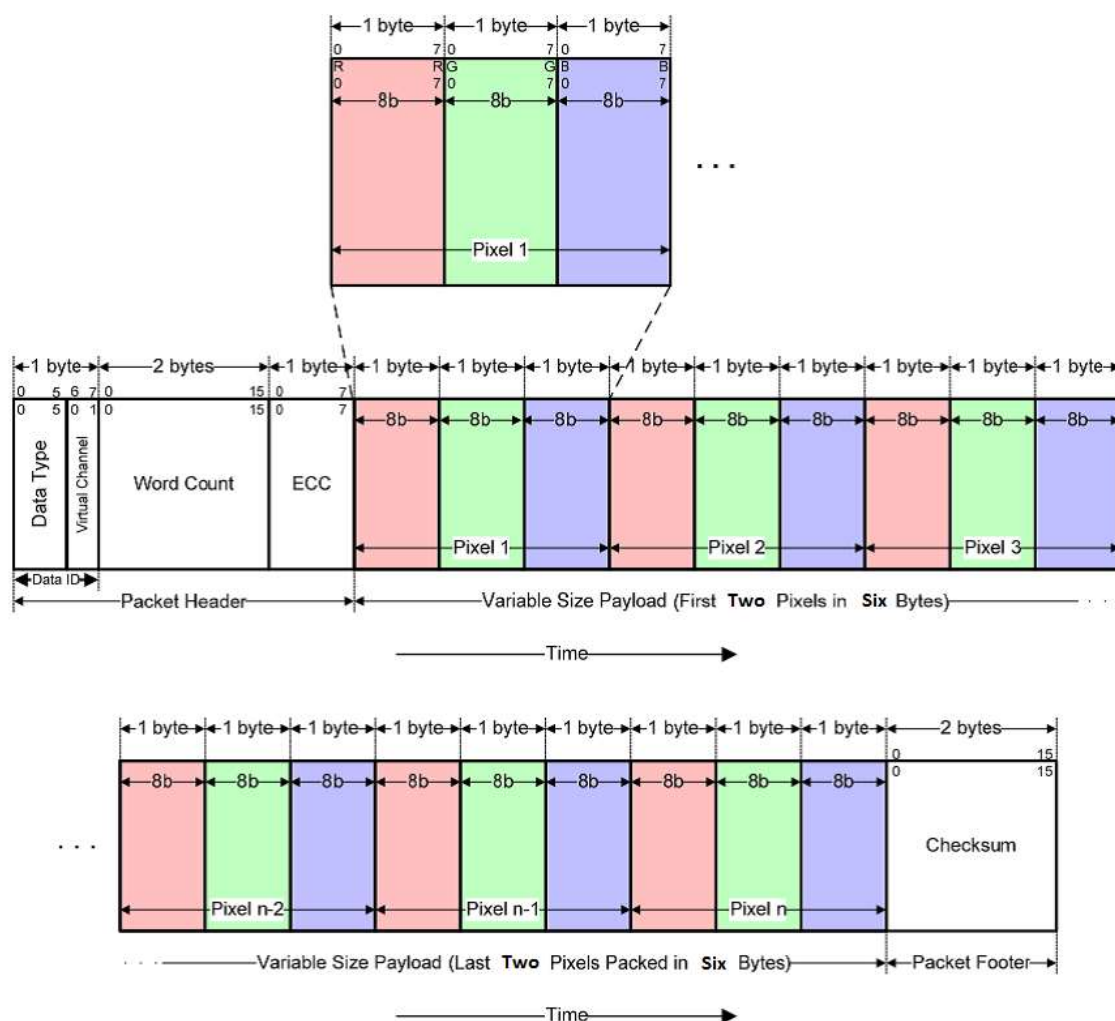 1 byte 1 byte 1 byte
0 7 0 7 0 7
R R G G B B
0 7 0 7 0 7
8b 8b 8b
. . .
Pixel 1
1 byte 2 bytes 1 byte 1 byte 1 byte 1 byte 1 byte 1 byte 1 byte 1 byte 1 byte 1 byte
0 5 6 7 0 15 0 7
0 5 0 1 0 15 0 7
8b 8b 8b 8b 8b 8b 8b 8b 8b
Data Type
Virtual Channel
Word Count
ECC
Pixel 1 Pixel 2 Pixel 3
Data ID
Packet Header
Variable Size Payload (First Two Pixels in Six Bytes)
Time
1 byte 1 byte 1 byte 1 byte 1 byte 1 byte 1 byte 1 byte 1 byte 2 bytes
0 15
0 15
8b 8b 8b 8b 8b 8b 8b 8b 8b
. . .
Checksum
Pixel n-2 Pixel n-1 Pixel n
Variable Size Payload (Last Two Pixels Packed in Six Bytes)
Packet Footer
Time